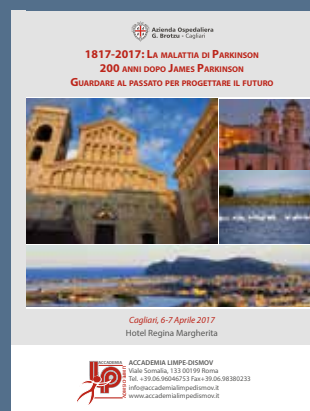 Azienda Ospedaliera
G. Brotzu - Cagliari
1817-2017: LA MALATTIA DI PARKINSON
200 ANNI DOPO JAMES PARKINSON
GUARDARE AL PASSATO PER PROGETTARE IL FUTURO
Cagliari, 6-7 Aprile 2017
Hotel Regina Margherita
ACCADEMIA
ACCADEMIA LIMPE-DISMOV
Viale Somalia, 133 00199 Roma
Tel. +39.06.96046753 Fax+39.06.98380233
info@accademialimpedismov.it
www.accademialimpedismov.it